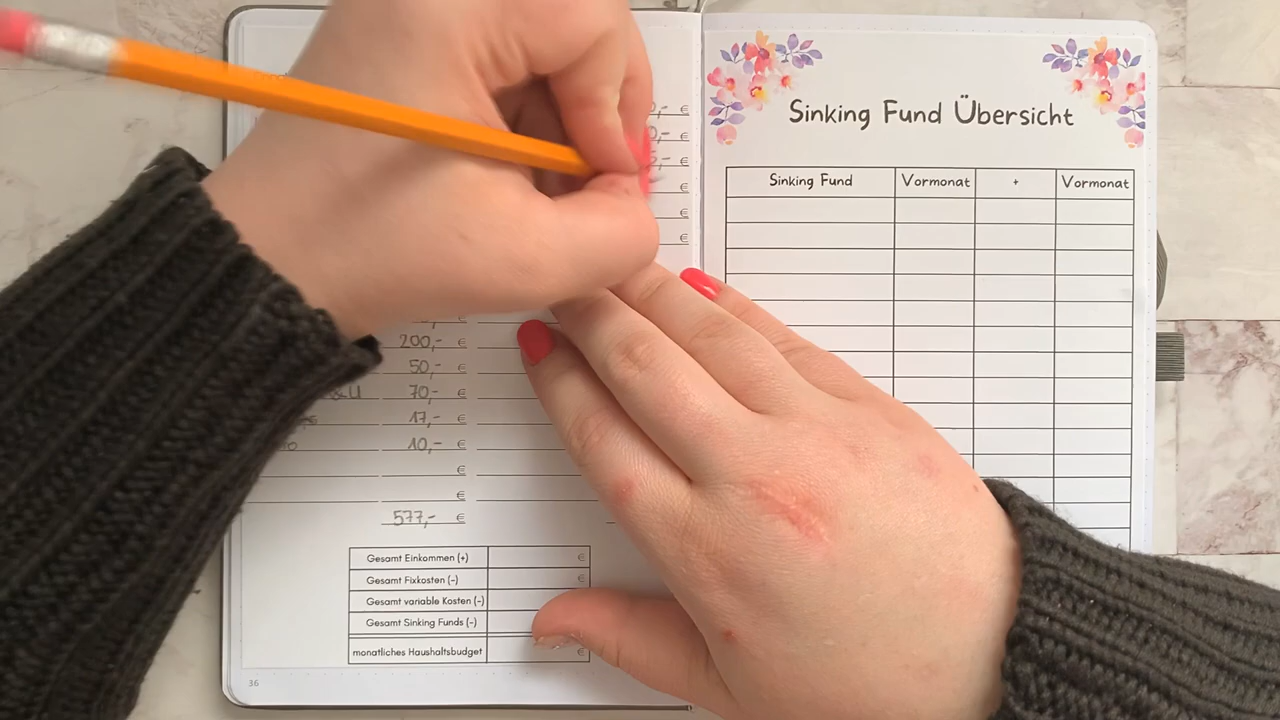 €
€
€
€
€
€
200,- €
50,- €
70,- €
17,- €
10,- €
€
€
577,- €
Gesamt Einkommen (+) €
Gesamt Fixkosten (-) €
Gesamt variable Kosten (-)
Gesamt Sinking Funds (-)
monatliches Haushaltsbudget €
36
Sinking Fund Übersicht
Sinking Fund Vormonat + Vormonat